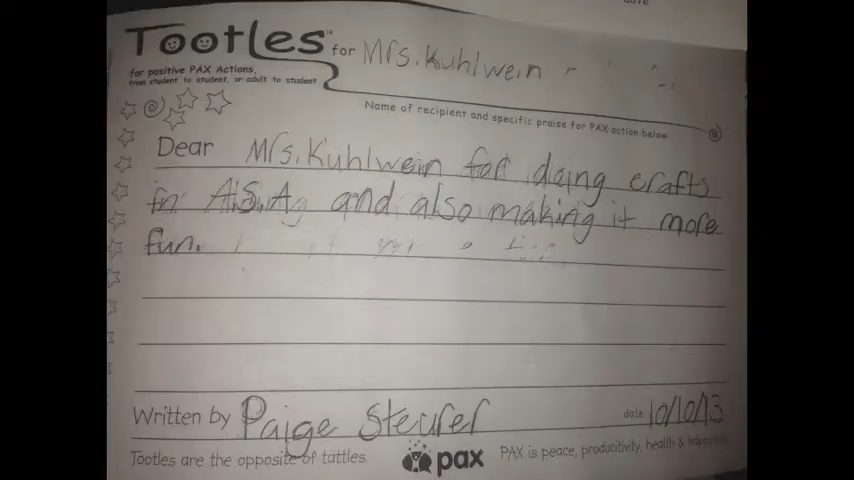 date
Tootles™ for Mrs. Kuhlwein
for positive PAX Actions,
from student to student, or adult to student
Name of recipient and specific praise for PAX action below.
Dear Mrs. Kuhlwein for doing crafts
in A.S.A. and also making it more
fun.
Written by Paige Steurer date 10/10/13
Tootles are the opposite of tattles. pax PAX is peace, productivity, health &